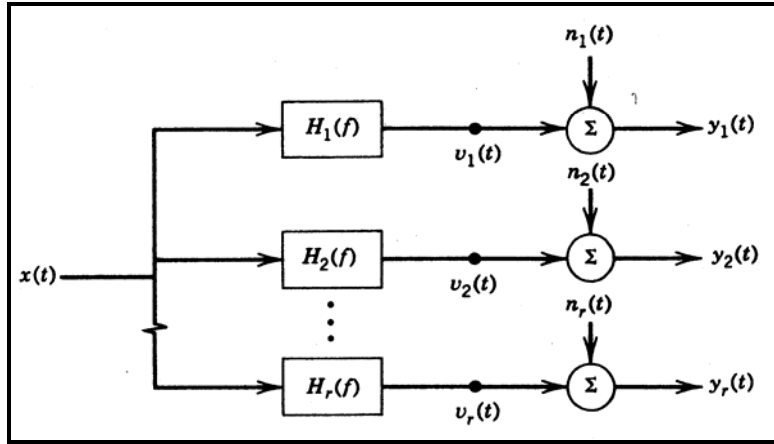 n₁(t)
H₁(f)
Σ
y₁(t)
v₁(t)
n₂(t)
x(t)
H₂(f)
Σ
y₂(t)
v₂(t)
nᵣ(t)
Hᵣ(f)
Σ
yᵣ(t)
vᵣ(t)